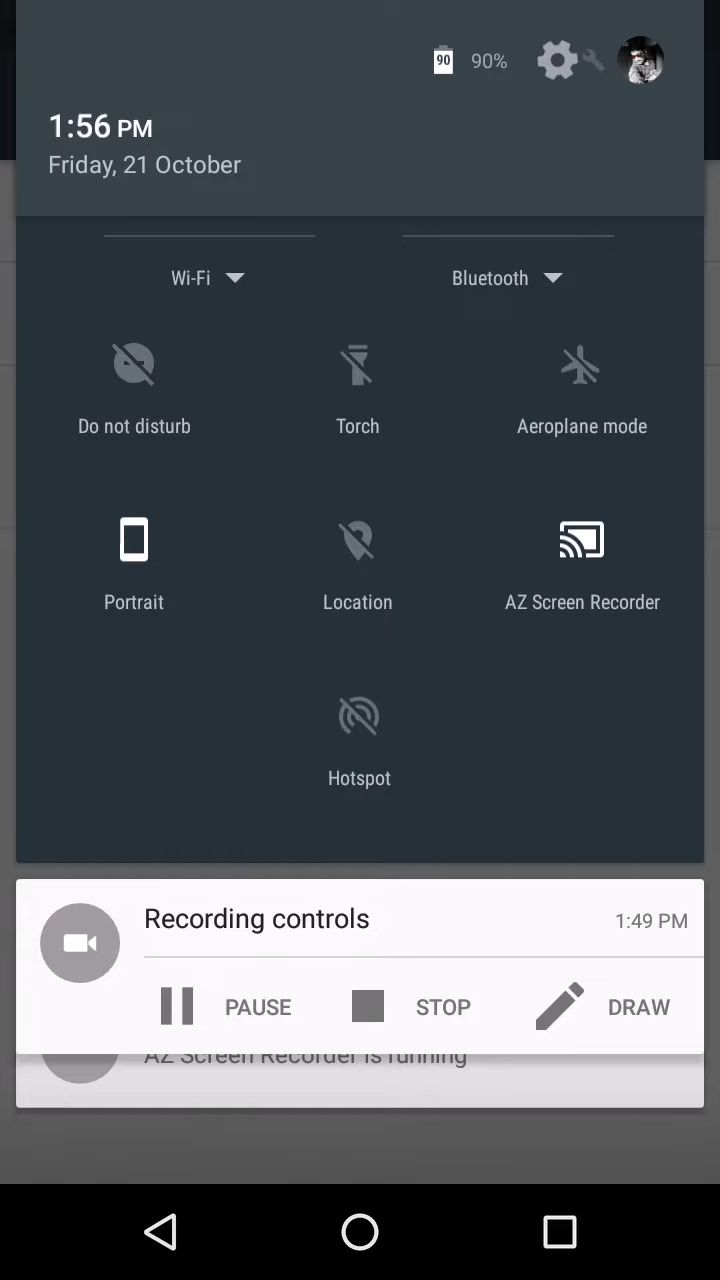 90 90%
1:56 PM
Friday, 21 October
Wi-Fi Bluetooth
Do not disturb Torch Aeroplane mode
Portrait Location AZ Screen Recorder
Hotspot
Recording controls 1:49 PM
PAUSE STOP DRAW
AZ Screen Recorder is running